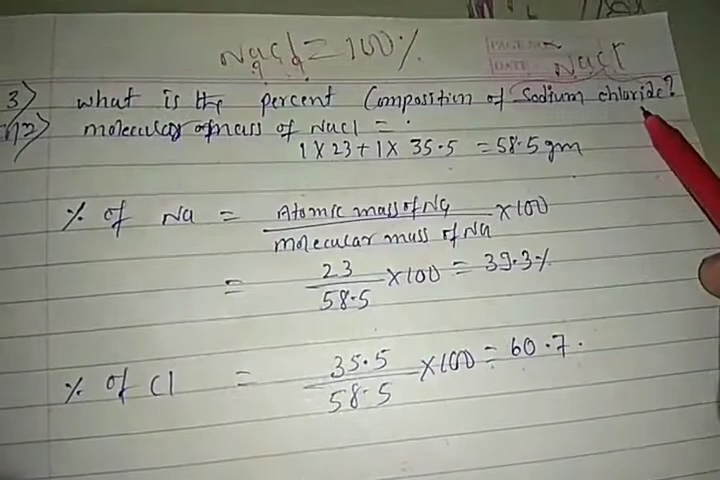 NaCl = 100%
PAGE NO
DATE
NaCl
3) what is the percent Composition of Sodium chloride?
molecular mass of NaCl =
1 X 23 + 1 X 35.5 = 58.5 gm
% of Na = Atomic mass of Na / molecular mass of Na X 100
= 23 / 58.5 X 100 = 39.3%
% of Cl = 35.5 / 58.5 X 100 = 60.7.